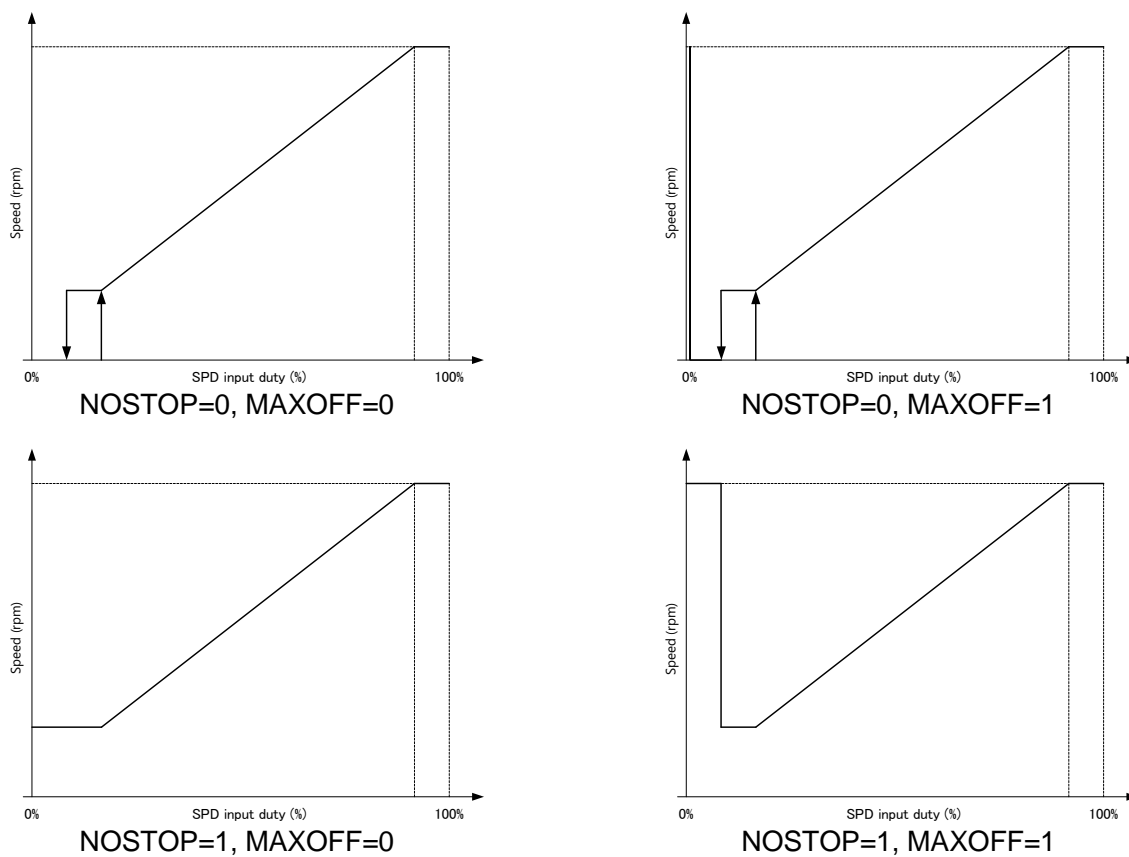 Speed (rpm)
0%
SPD input duty (%)
100%
NOSTOP=0, MAXOFF=0
Speed (rpm)
0%
SPD input duty (%)
100%
NOSTOP=0, MAXOFF=1
Speed (rpm)
0%
SPD input duty (%)
100%
NOSTOP=1, MAXOFF=0
Speed (rpm)
0%
SPD input duty (%)
100%
NOSTOP=1, MAXOFF=1